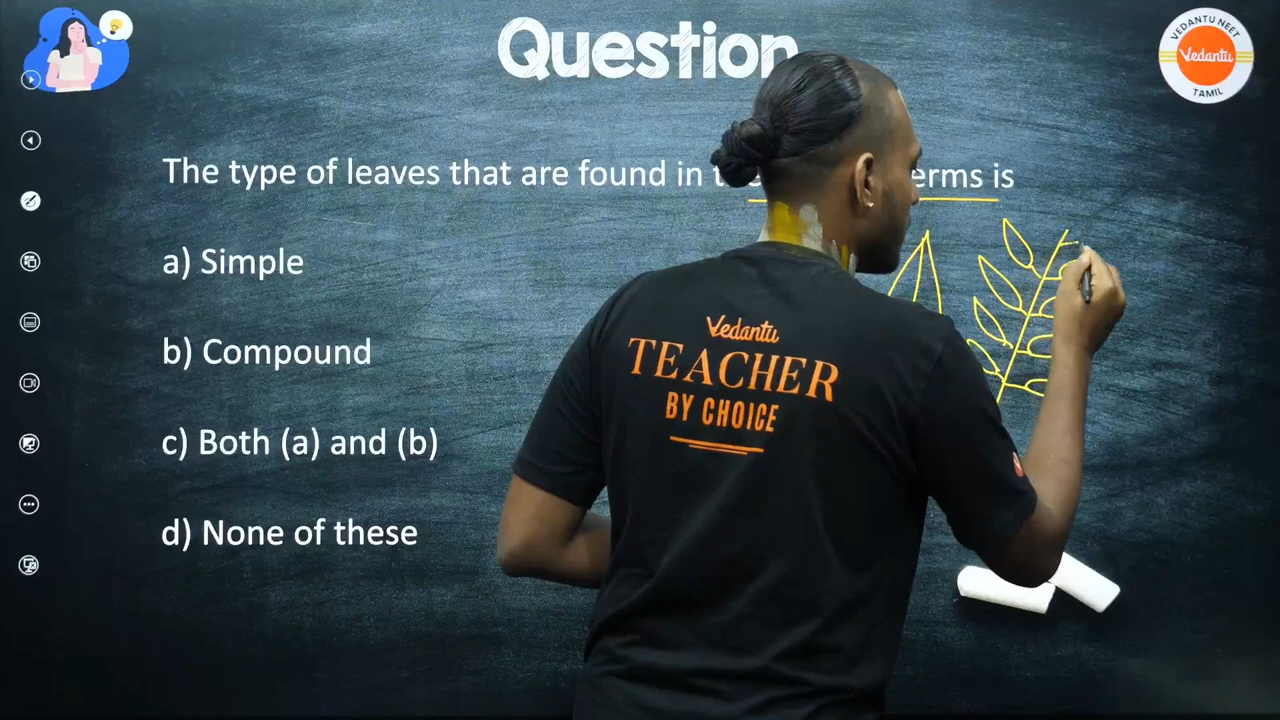 Question
VEDANTU NEET
Vedantu
TAMIL
The type of leaves that are found in erms is
a) Simple
b) Compound
c) Both (a) and (b)
d) None of these
Vedantu
TEACHER
BY CHOICE